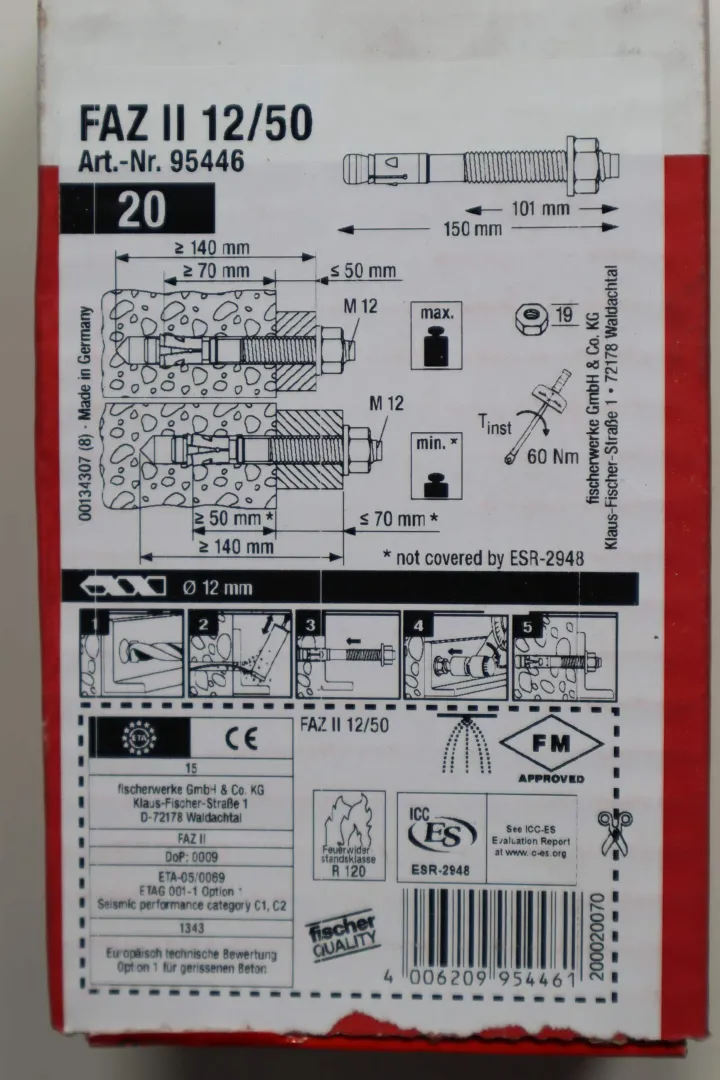 FAZ II 12/50
Art.-Nr. 95446
20
101 mm
150 mm
≥ 140 mm
≥ 70 mm
≤ 50 mm
M 12
max.
19
M 12
Tinst
60 Nm
min. *
≥ 50 mm *
≤ 70 mm *
≥ 140 mm
* not covered by ESR-2948
00134307 (8) · Made in Germany
fischerwerke GmbH & Co. KG
Klaus-Fischer-Straße 1 · 72178 Waldachtal
Ø 12 mm
1
2
3
4
5
ETA
CE
15
fischerwerke GmbH & Co. KG
Klaus-Fischer-Straße 1
D-72178 Waldachtal
FAZ II
DoP: 0009
ETA-05/0069
ETAG 001-1 Option
Seismic performance category C1, C2
1343
Europäisch technische Bewertung
Option 1 für gerissenen Beton
FAZ II 12/50
FM
APPROVED
Feuerwider
standsklasse
R 120
ICC
ES
ESR-2948
See ICC-ES
Evaluation Report
at www.icc-es.org
fischer
QUALITY
4 006209 954461
200020070